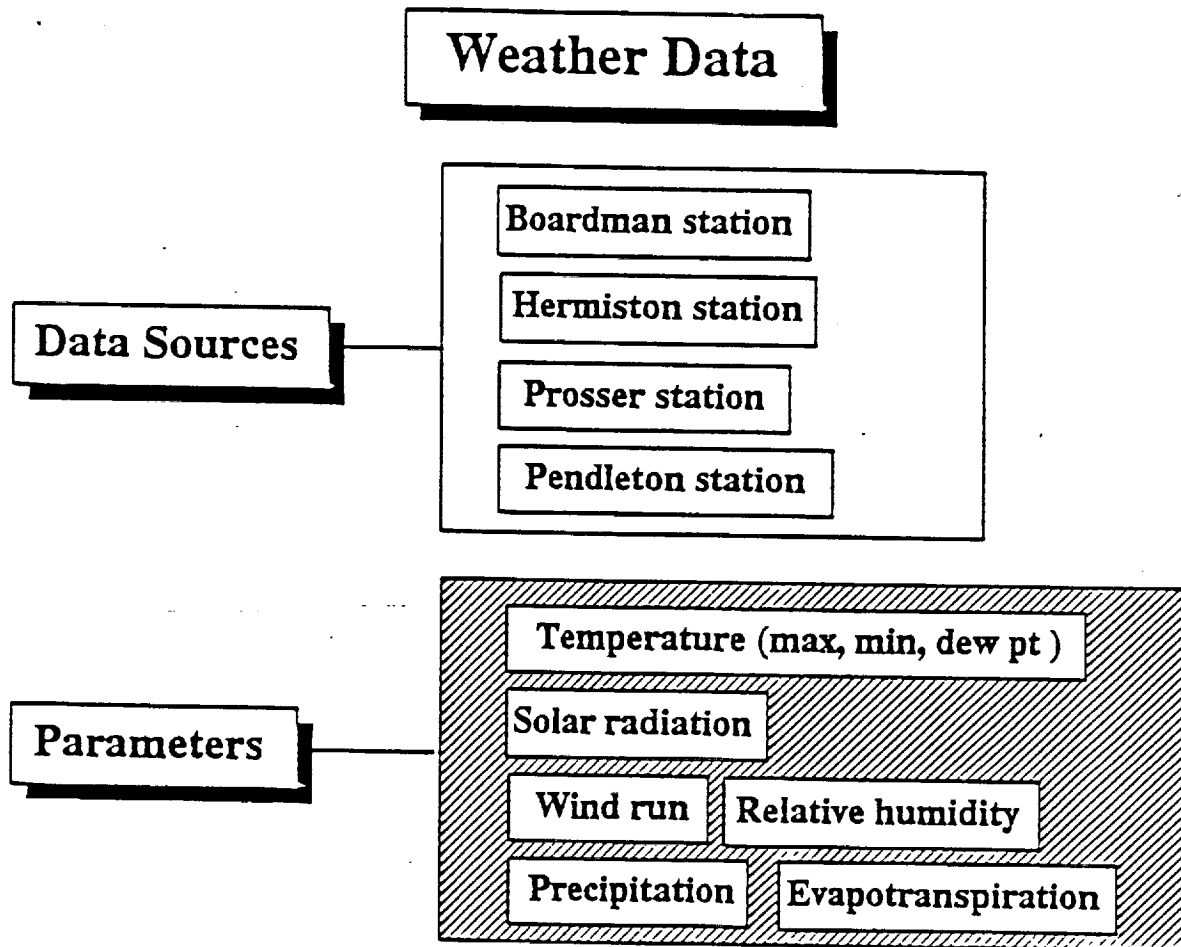 Weather Data
Boardman station
Hermiston station
Data Sources
Prosser station
Pendleton station
Temperature (max, min, dew pt )
Solar radiation
Parameters
Wind run Relative humidity
Precipitation Evapotranspiration